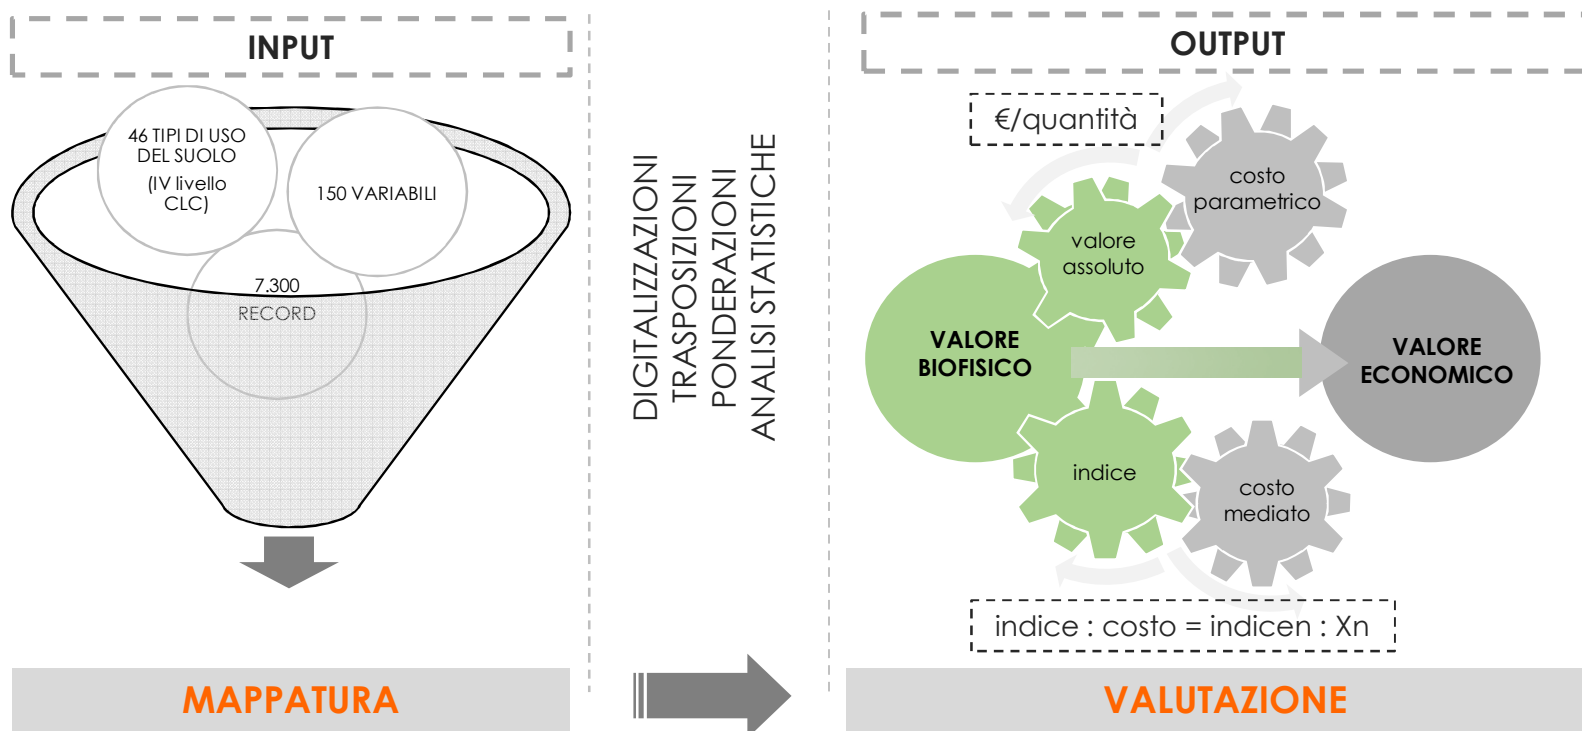 INPUT
46 TIPI DI USO
DEL SUOLO
(IV livello
CLC)
150 VARIABILI
7.300
RECORD
MAPPATURA
DIGITALIZZAZIONI
TRASPOSIZIONI
PONDERAZIONI
ANALISI STATISTICHE
OUTPUT
€/quantità
costo
parametrico
valore
assoluto
VALORE
BIOFISICO
VALORE
ECONOMICO
indice
costo
mediato
indice : costo = indicen : Xn
VALUTAZIONE